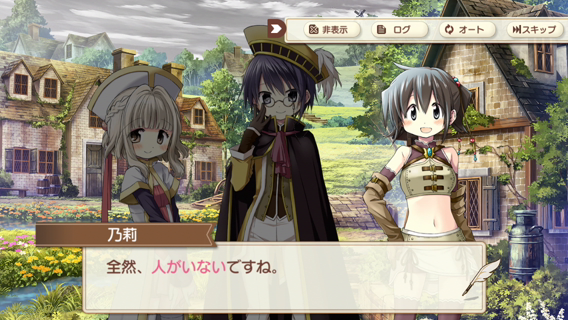 非表示
ログ
オート
スキップ
乃莉
全然、人がいないですね。